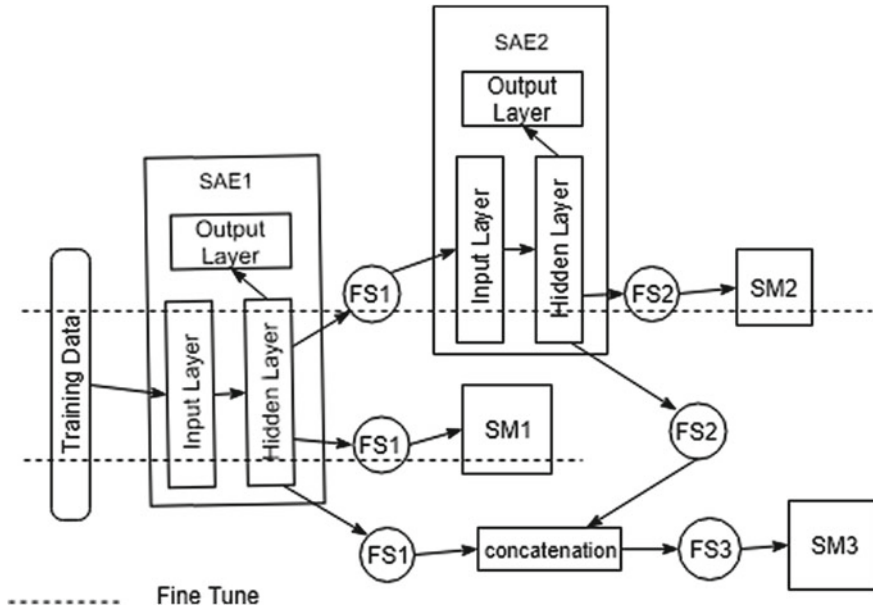 SAE2
Output
Layer
Input Layer
Hidden Layer
SAE1
Output
Layer
Input Layer
Hidden Layer
Training Data
FS1
FS2
SM2
FS1
SM1
FS2
FS1
concatenation
FS3
SM3
Fine Tune